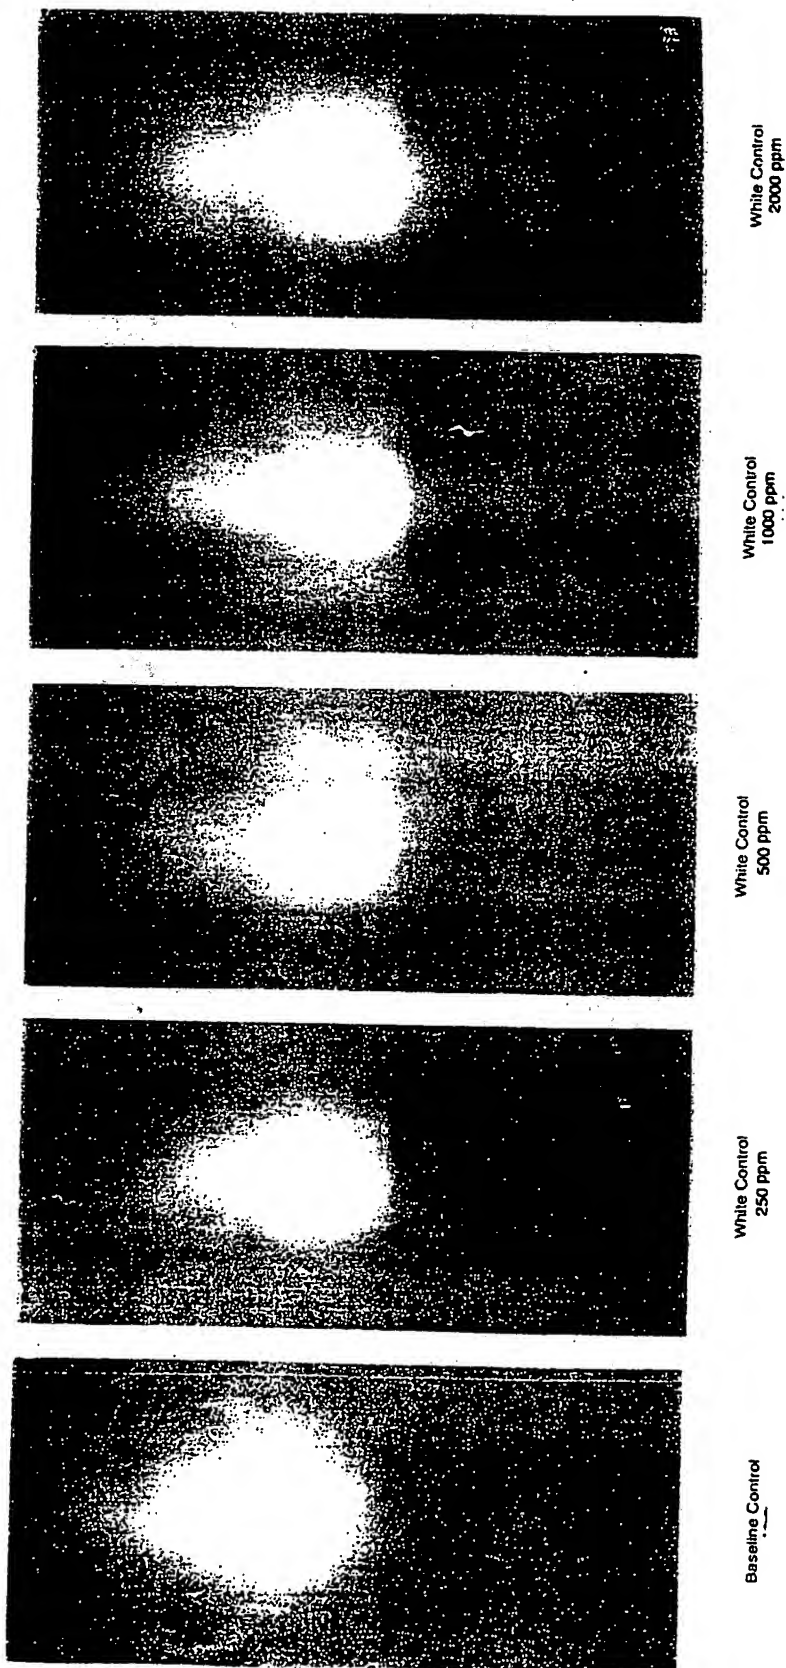 White Control
2000 ppm
White Control
1000 ppm
White Control
500 ppm
White Control
250 ppm
Baseline Control